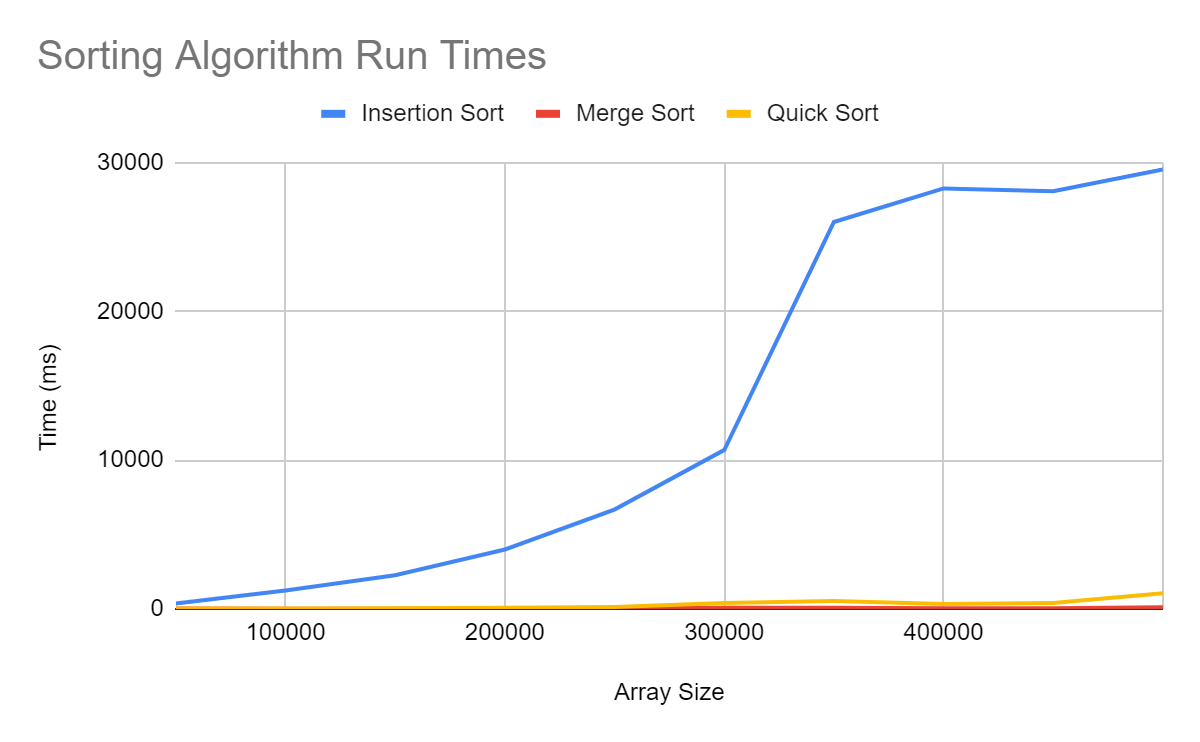 Sorting Algorithm Run Times
Insertion Sort Merge Sort Quick Sort
30000
20000
10000
0
Time (ms)
100000 200000 300000 400000
Array Size